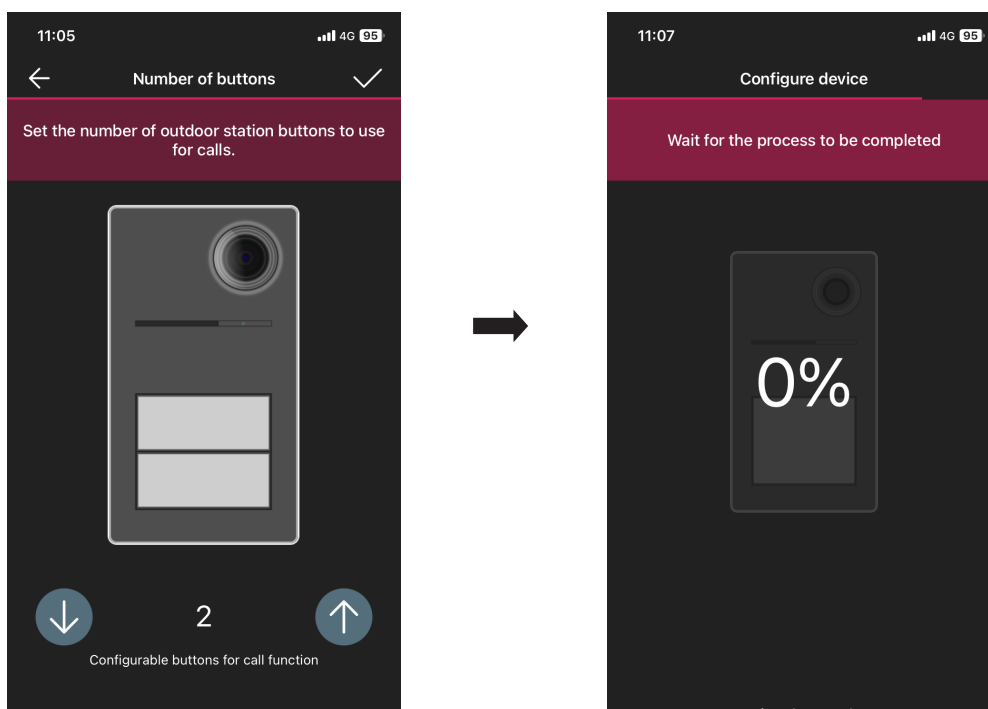 11:05
4G 95
Number of buttons
Set the number of outdoor station buttons to use
for calls.
2
Configurable buttons for call function
11:07
4G 95
Configure device
Wait for the process to be completed
0%